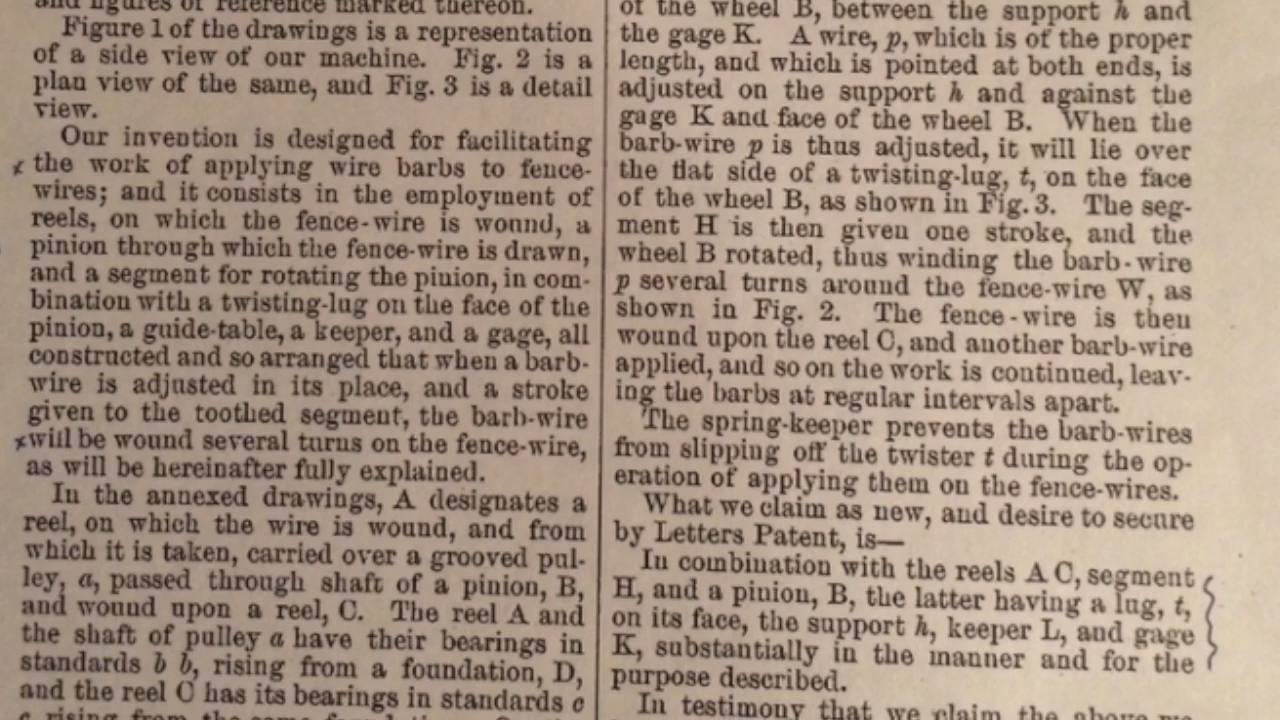 and figures of reference marked thereon.
Figure 1 of the drawings is a representation
of a side view of our machine. Fig. 2 is a
plan view of the same, and Fig. 3 is a detail
view.
Our invention is designed for facilitating
the work of applying wire barbs to fence-
wires; and it consists in the employment of
reels, on which the fence-wire is wound, a
pinion through which the fence-wire is drawn,
and a segment for rotating the pinion, in com-
bination with a twisting-lug on the face of the
pinion, a guide-table, a keeper, and a gage, all
constructed and so arranged that when a barb-
wire is adjusted in its place, and a stroke
given to the toothed segment, the barb-wire
will be wound several turns on the fence-wire,
as will be hereinafter fully explained.
In the annexed drawings, A designates a
reel, on which the wire is wound, and from
which it is taken, carried over a grooved pul-
ley, a, passed through shaft of a pinion, B,
and wound upon a reel, C. The reel A and
the shaft of pulley a have their bearings in
standards b b, rising from a foundation, D,
and the reel C has its bearings in standards c
c rising from the same
of the wheel B, between the support h and
the gage K. A wire, p, which is of the proper
length, and which is pointed at both ends, is
adjusted on the support h and against the
gage K and face of the wheel B. When the
barb-wire p is thus adjusted, it will lie over
the flat side of a twisting-lug, t, on the face
of the wheel B, as shown in Fig. 3. The seg-
ment H is then given one stroke, and the
wheel B rotated, thus winding the barb-wire
p several turns around the fence-wire W, as
shown in Fig. 2. The fence-wire is then
wound upon the reel C, and another barb-wire
applied, and so on the work is continued, leav-
ing the barbs at regular intervals apart.
The spring-keeper prevents the barb-wires
from slipping off the twister t during the op-
eration of applying them on the fence-wires.
What we claim as new, and desire to secure
by Letters Patent, is—
In combination with the reels A C, segment
H, and a pinion, B, the latter having a lug, t,
on its face, the support h, keeper L, and gage
K, substantially in the manner and for the
purpose described.
In testimony that we claim the above we